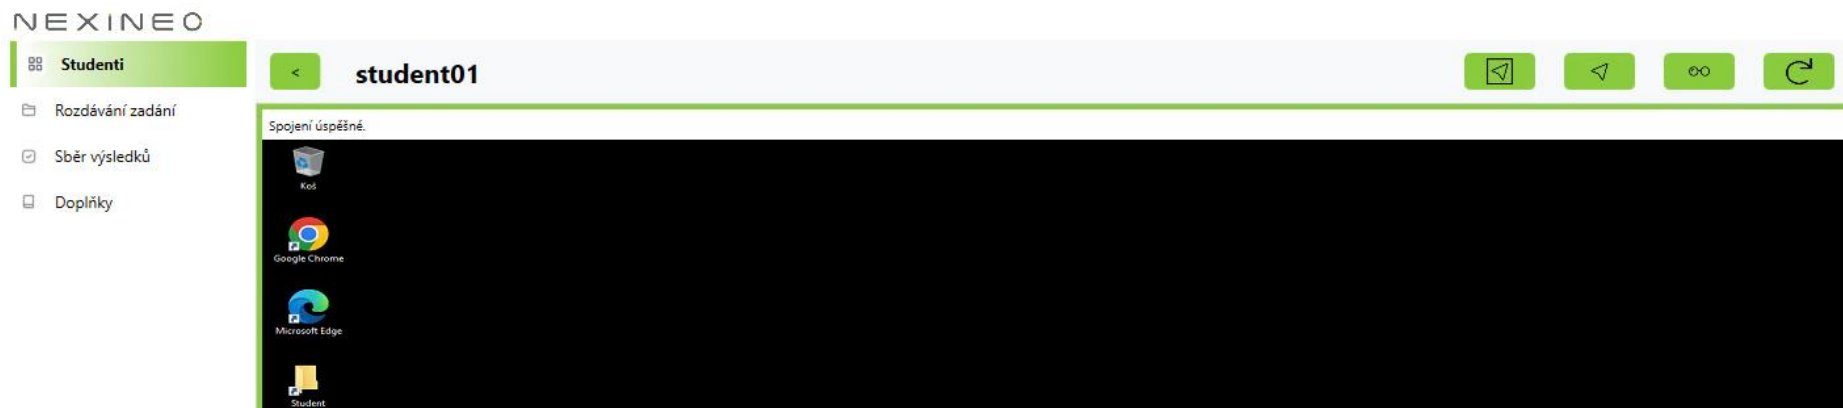 NEXINEO
Studenti
Rozdávání zadání
Sběr výsledků
Doplňky
< student01
Spojení úspěšné.
Koš
Google Chrome
Microsoft Edge
Student